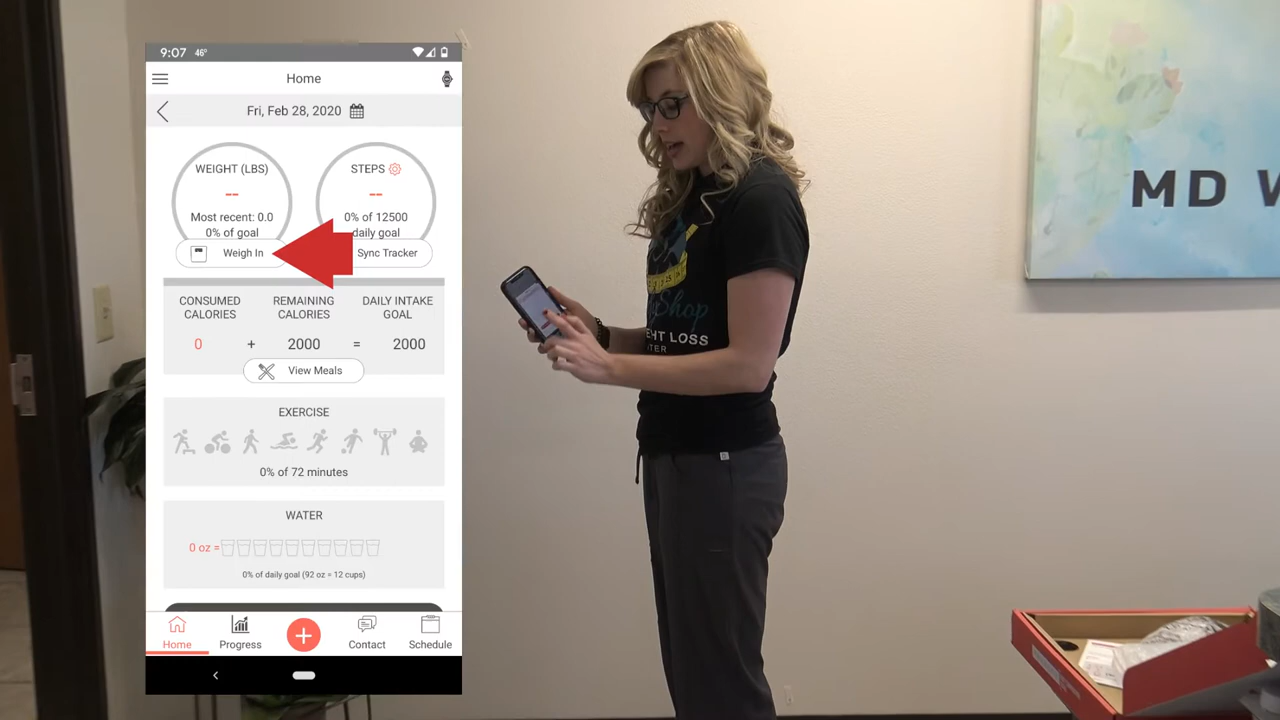 9:07 46°
Home
Fri, Feb 28, 2020
WEIGHT (LBS)
--
Most recent: 0.0
0% of goal
Weigh In
STEPS
--
0% of 12500
daily goal
Sync Tracker
CONSUMED
CALORIES
0
+
REMAINING
CALORIES
2000
=
DAILY INTAKE
GOAL
2000
View Meals
EXERCISE
0% of 72 minutes
WATER
0 oz =
0% of daily goal (92 oz = 12 cups)
Home
Progress
Contact
Schedule
Shop
LOSS
MD W